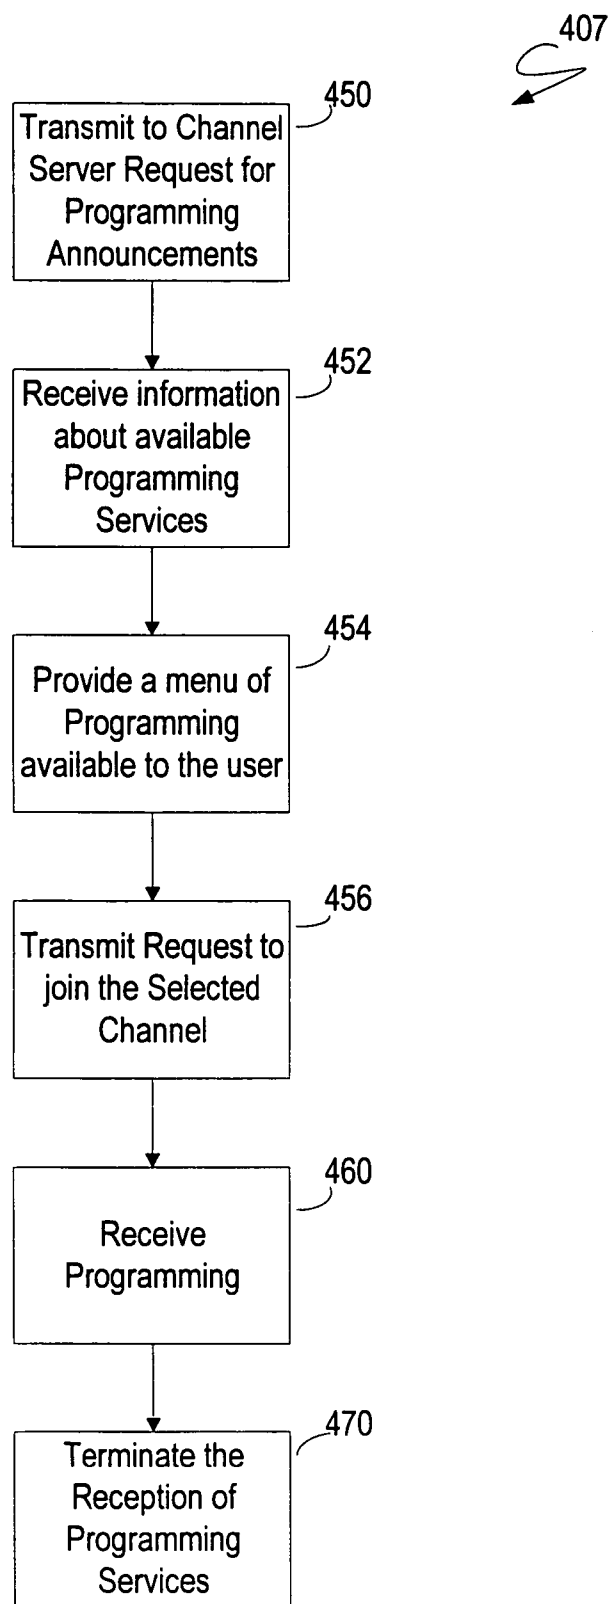 407
450
Transmit to Channel
Server Request for
Programming
Announcements
452
Receive information
about available
Programming
Services
454
Provide a menu of
Programming
available to the user
456
Transmit Request to
join the Selected
Channel
460
Receive
Programming
470
Terminate the
Reception of
Programming
Services